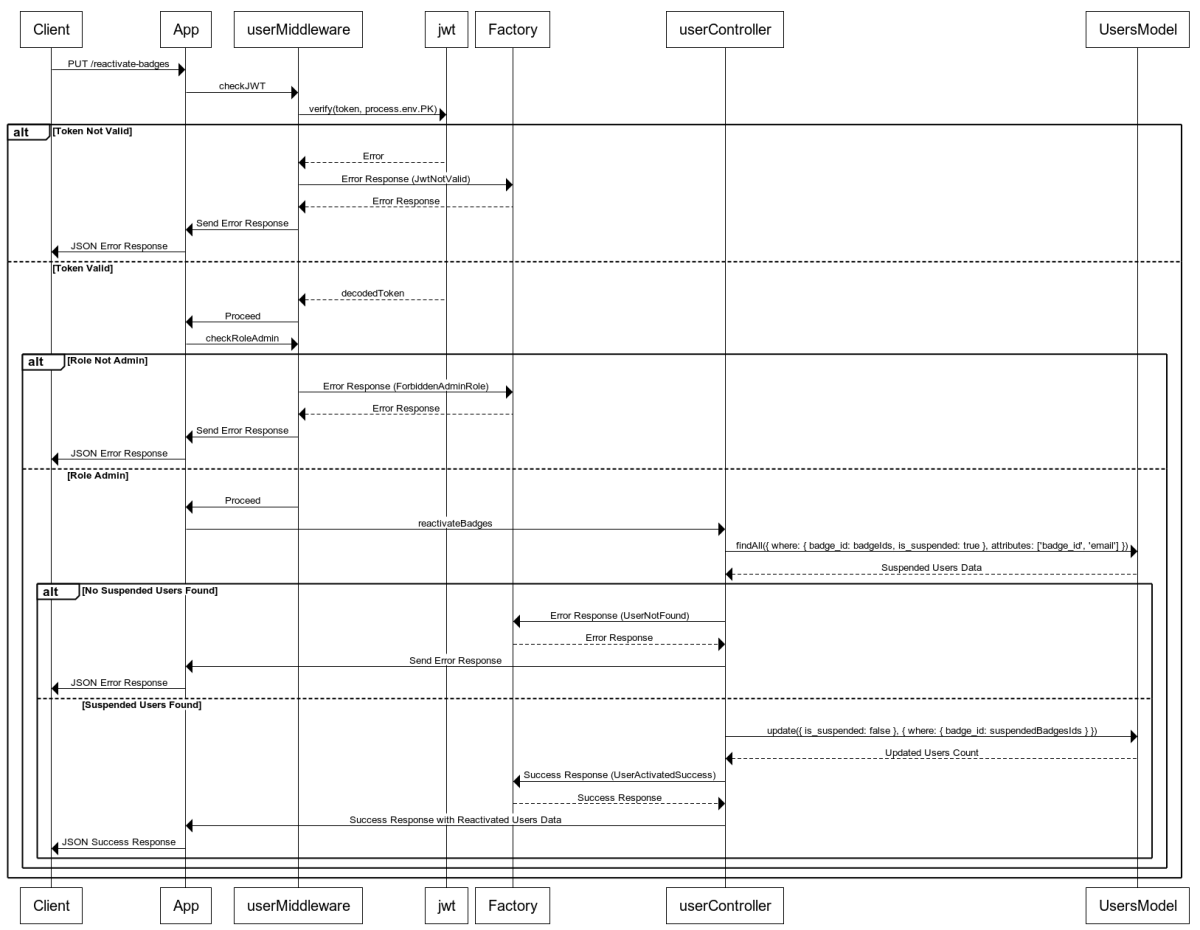 Client App userMiddleware jwt Factory userController UsersModel
PUT /reactivate-badges
checkJWT
verify(token, process.env.PK)
alt [Token Not Valid]
Error
Error Response (JwtNotValid)
Error Response
Send Error Response
JSON Error Response
[Token Valid]
decodedToken
Proceed
checkRoleAdmin
alt [Role Not Admin]
Error Response (ForbiddenAdminRole)
Error Response
Send Error Response
JSON Error Response
[Role Admin]
Proceed
reactivateBadges
findAll({ where: { badge_id: badgeIds, is_suspended: true }, attributes: ['badge_id', 'email'] })
Suspended Users Data
alt [No Suspended Users Found]
Error Response (UserNotFound)
Error Response
Send Error Response
JSON Error Response
[Suspended Users Found]
update({ is_suspended: false }, { where: { badge_id: suspendedBadgesIds } })
Updated Users Count
Success Response (UserActivatedSuccess)
Success Response
Success Response with Reactivated Users Data
JSON Success Response
Client App userMiddleware jwt Factory userController UsersModel